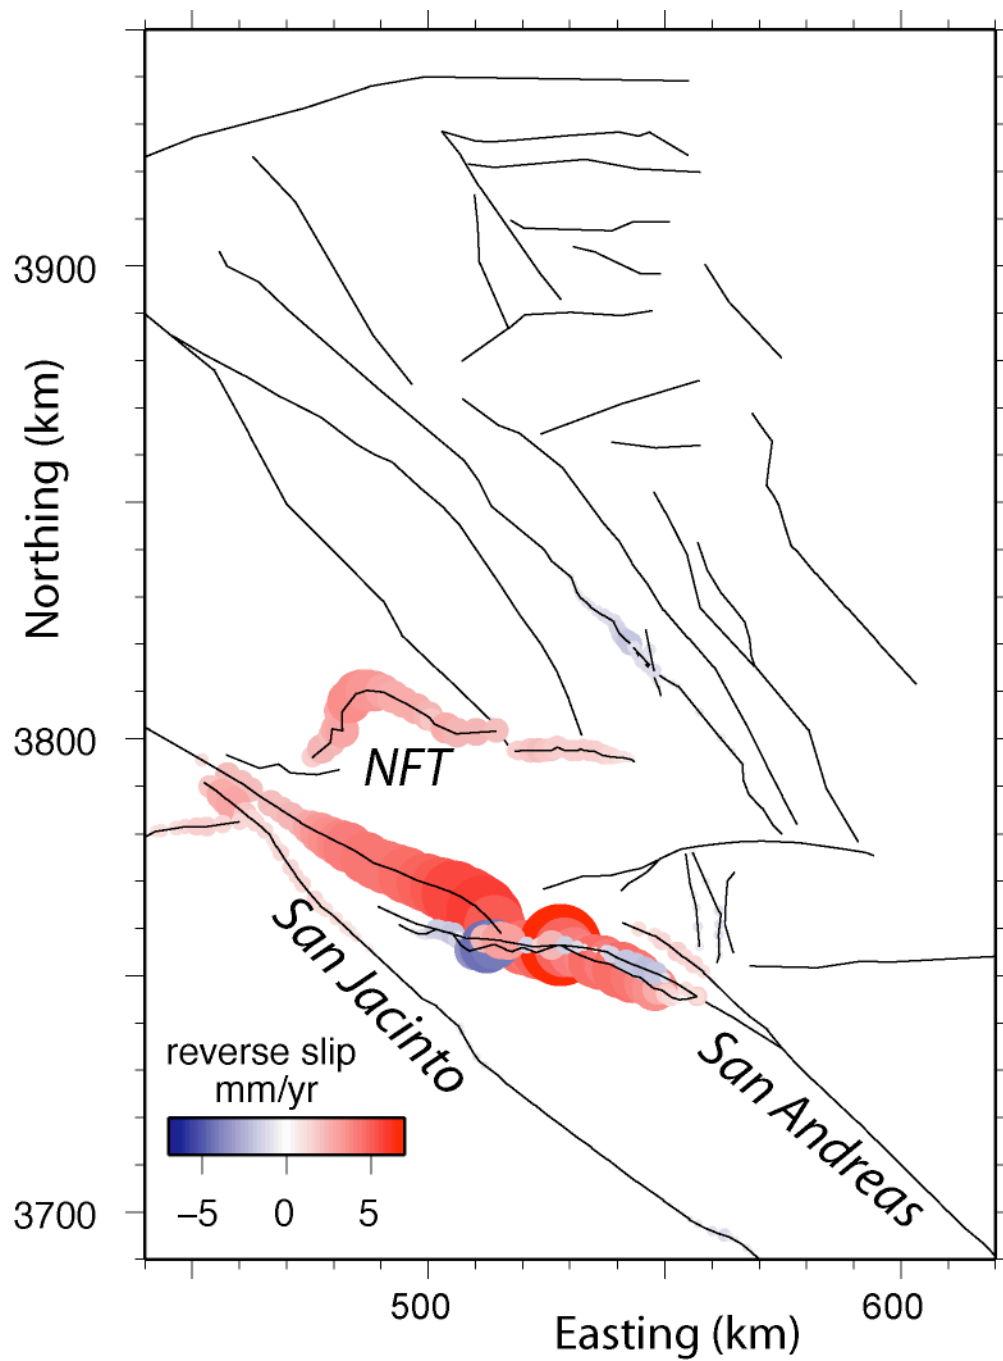 3900
Northing (km)
3800
NFT
San Jacinto
San Andreas
reverse slip
mm/yr
–5 0 5
3700
500 600
Easting (km)